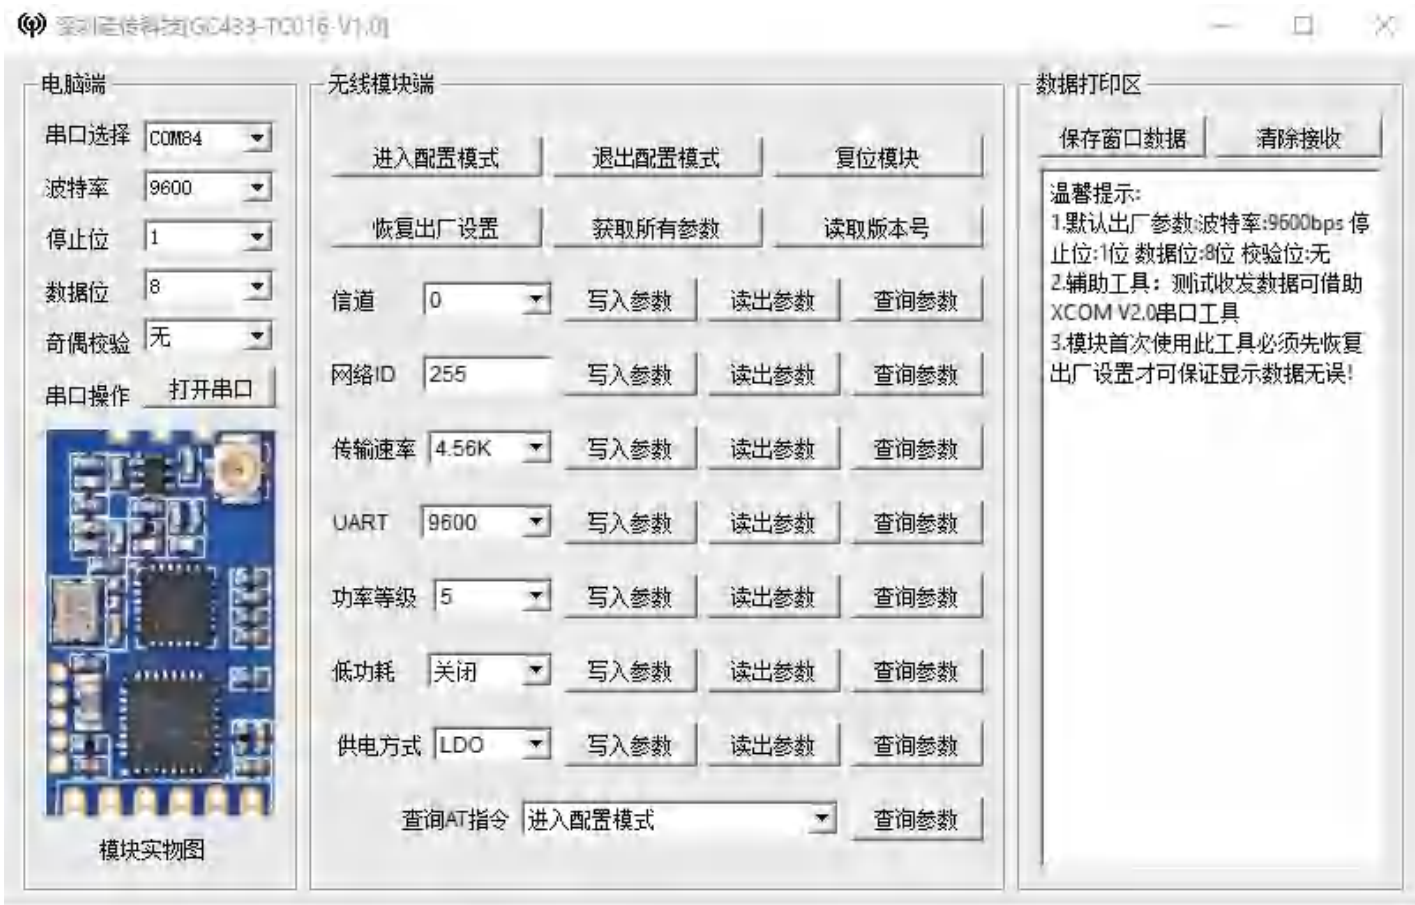 [GC433-TC016-V1.0]
电脑端
串口选择 COM84
波特率 9600
停止位 1
数据位 8
奇偶校验 无
串口操作 打开串口
模块实物图
无线模块端
进入配置模式 退出配置模式 复位模块
恢复出厂设置 获取所有参数 读取版本号
信道 0 写入参数 读出参数 查询参数
网络ID 255 写入参数 读出参数 查询参数
传输速率 4.56K 写入参数 读出参数 查询参数
UART 9600 写入参数 读出参数 查询参数
功率等级 5 写入参数 读出参数 查询参数
低功耗 关闭 写入参数 读出参数 查询参数
供电方式 LDO 写入参数 读出参数 查询参数
查询AT指令 进入配置模式 查询参数
数据打印区
保存窗口数据 清除接收
温馨提示:
1.默认出厂参数:波特率:9600bps 停
止位:1位 数据位:8位 校验位:无
2.辅助工具：测试收发数据可借助
XCOM V2.0串口工具
3.模块首次使用此工具必须先恢复
出厂设置才可保证显示数据无误!